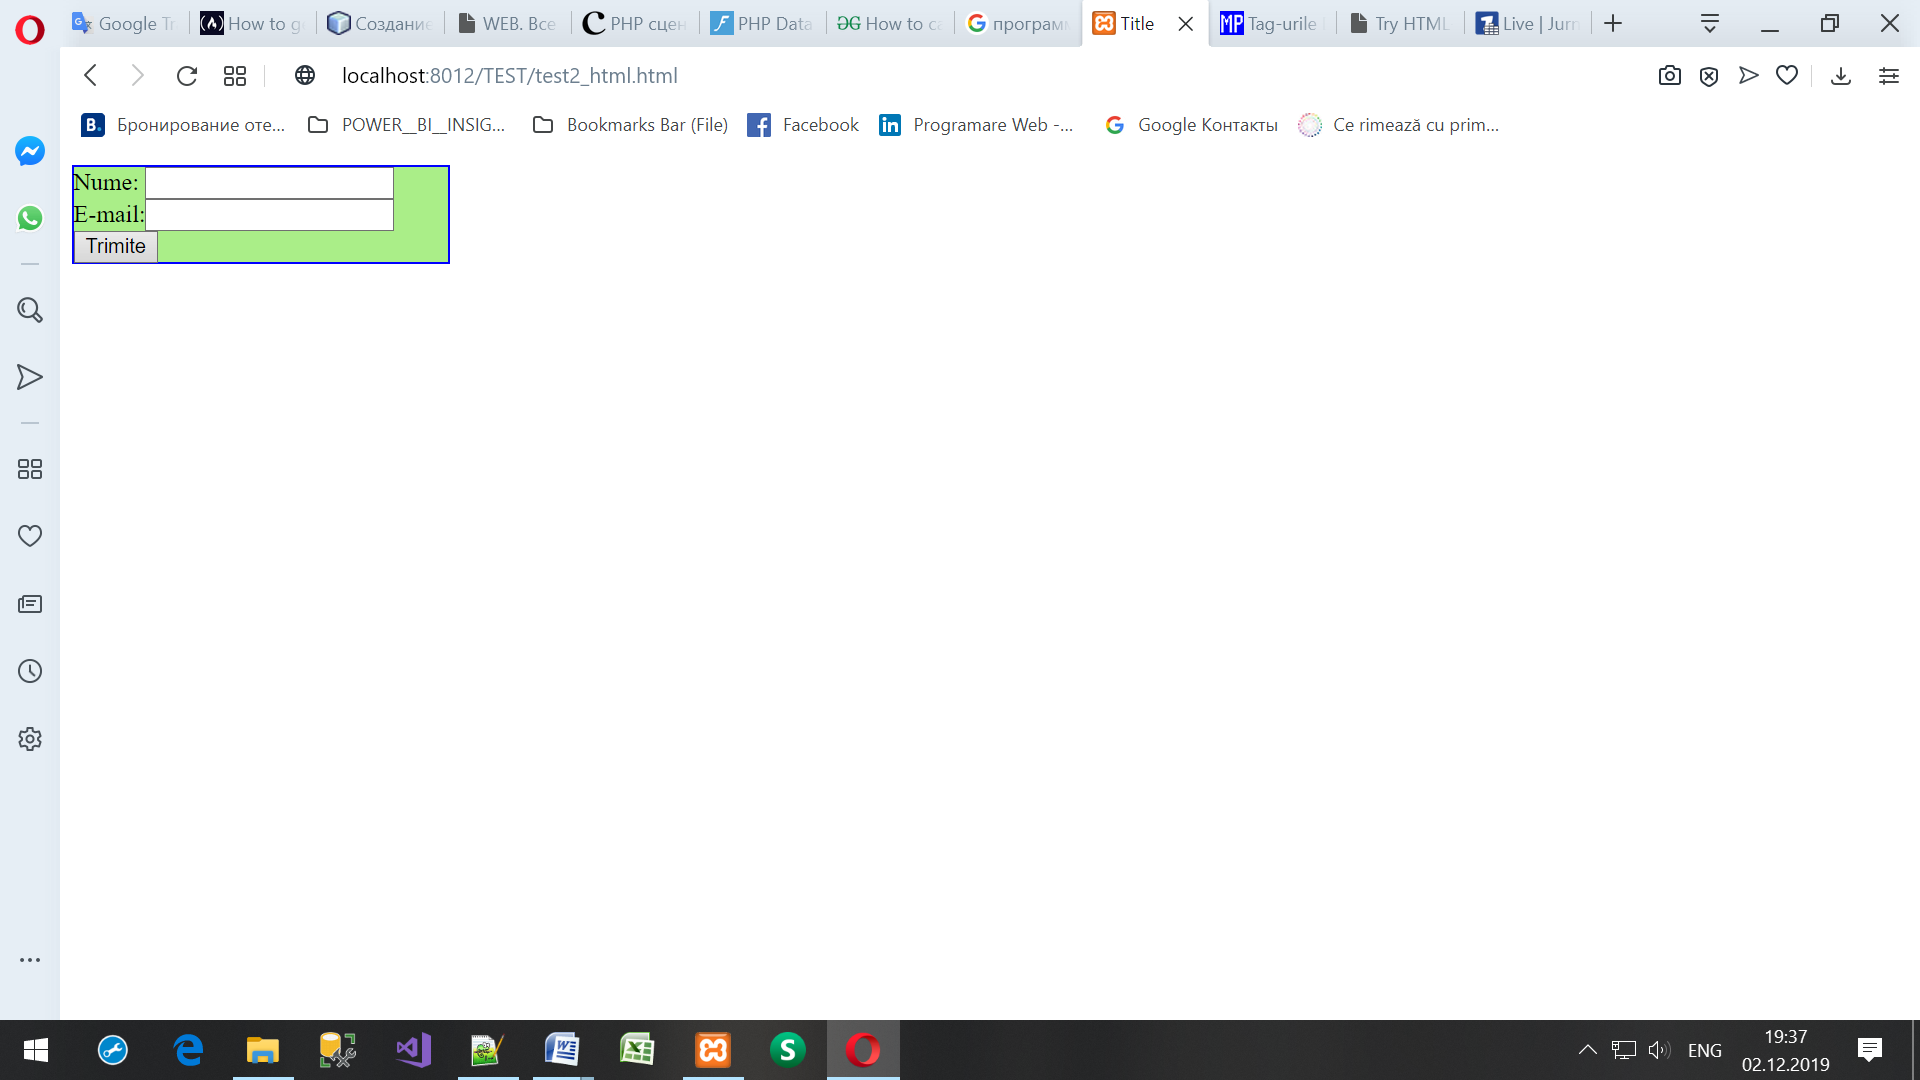 Google Tr
How to g
Создание
WEB. Все
PHP сцен
PHP Data
How to ca
программ
Title
Tag-urile
Try HTML
Live | Jurn
localhost:8012/TEST/test2_html.html
Бронирование оте...
POWER__BI__INSIG...
Bookmarks Bar (File)
Facebook
Programare Web -...
Google Контакты
Ce rimează cu prim...
Nume:
E-mail:
Trimite
ENG
19:37
02.12.2019